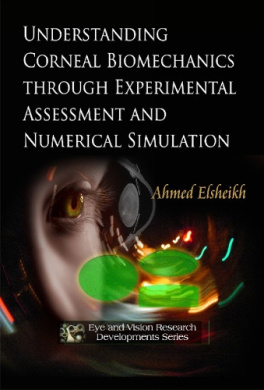 UNDERSTANDING
CORNEAL BIOMECHANICS
THROUGH EXPERIMENTAL
ASSESSMENT AND
NUMERICAL SIMULATION
Ahmed Elsheikh
Eye and Vision Research
Developments Series